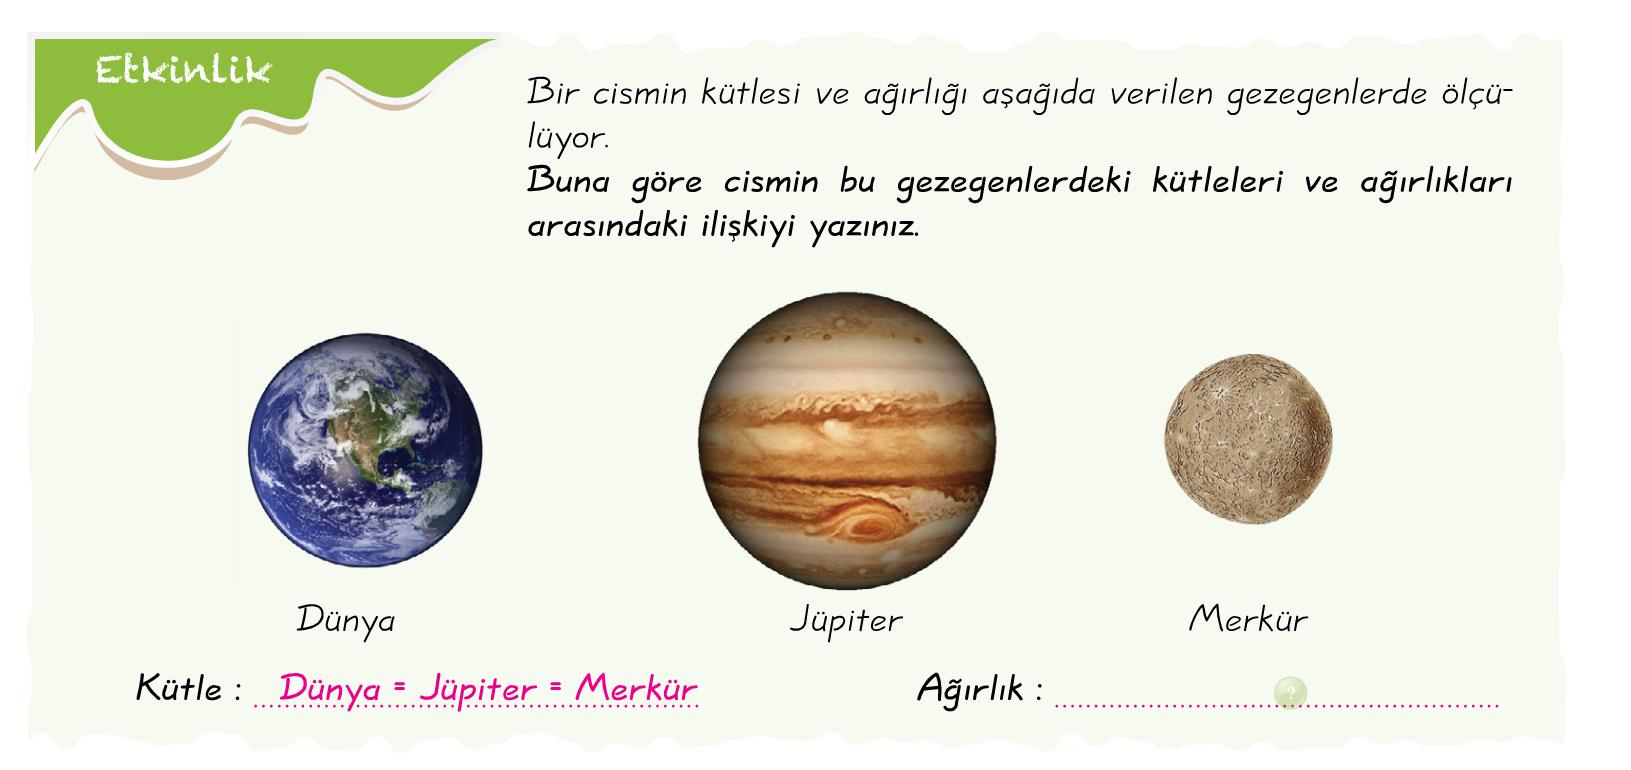 Etkinlik
Bir cismin kütlesi ve ağırlığı aşağıda verilen gezegenlerde ölçü-
lüyor.
Buna göre cismin bu gezegenlerdeki kütleleri ve ağırlıkları
arasındaki ilişkiyi yazınız.
Dünya Jüpiter Merkür
Kütle : Dünya = Jüpiter = Merkür Ağırlık : ?